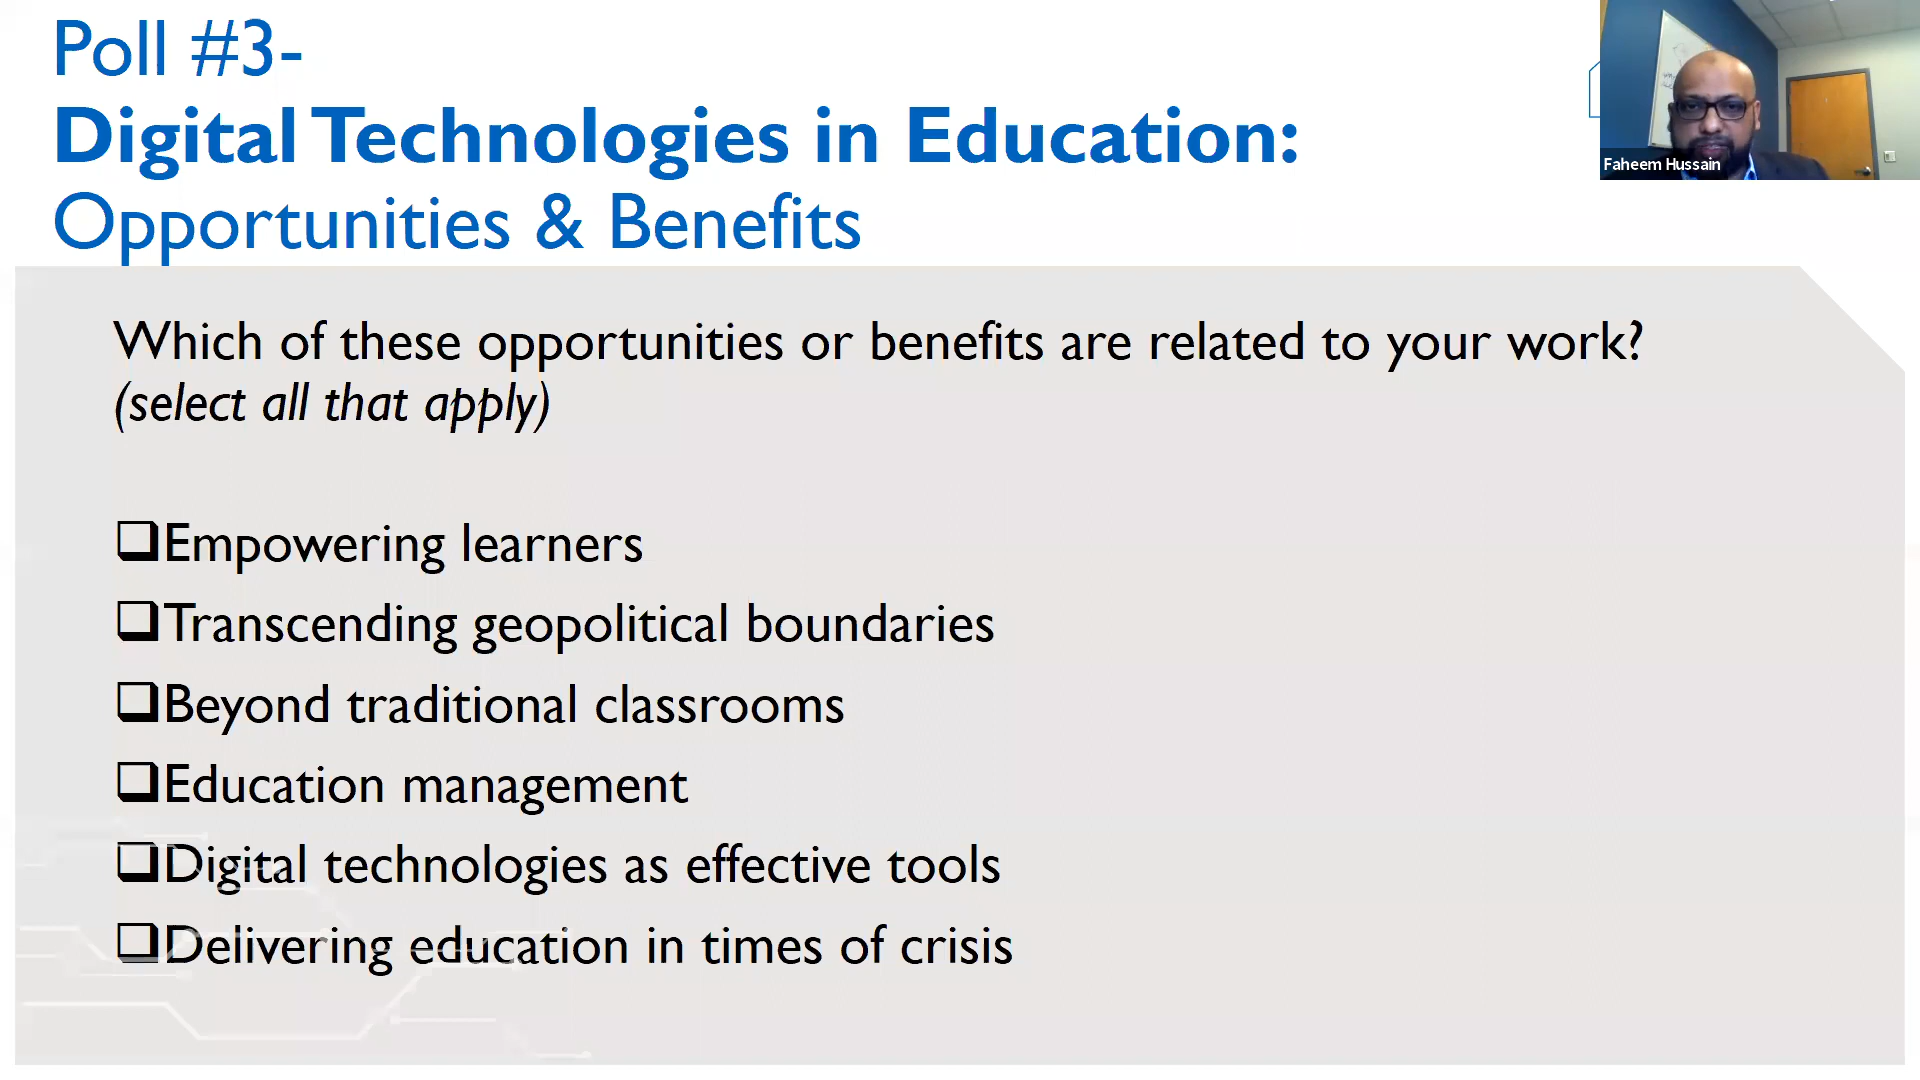 Poll #3-
Digital Technologies in Education:
Opportunities & Benefits
Faheem Hussain
Which of these opportunities or benefits are related to your work?
(select all that apply)
Empowering learners
Transcending geopolitical boundaries
Beyond traditional classrooms
Education management
Digital technologies as effective tools
Delivering education in times of crisis